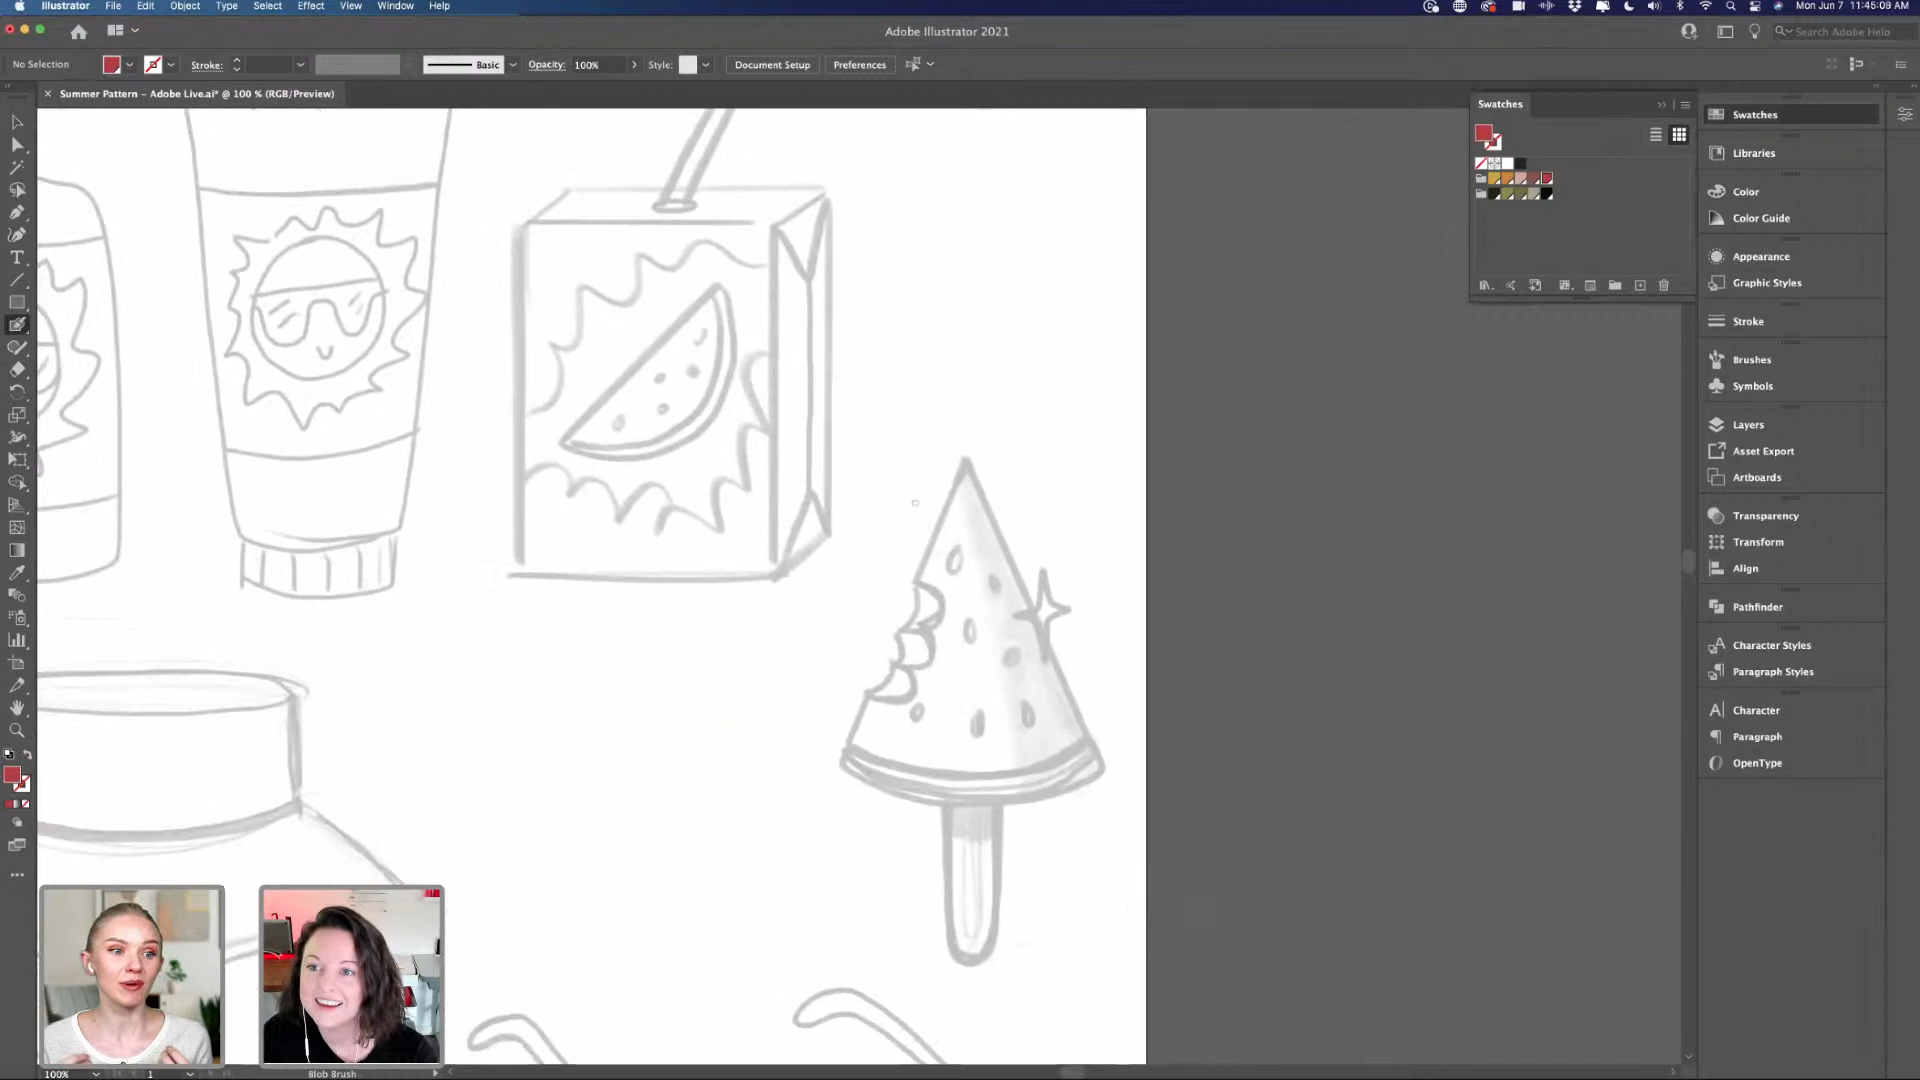 Illustrator File Edit Object Type Select Effect View Window Help
Mon Jun 7 11:45:09 AM
Adobe Illustrator 2021
Search Adobe Help
No Selection
Stroke:
Basic
Opacity: 100%
Style:
Document Setup
Preferences
Summer Pattern – Adobe Live.ai* @ 100 % (RGB/Preview)
Swatches
Swatches
Libraries
Color
Color Guide
Appearance
Graphic Styles
Stroke
Brushes
Symbols
Layers
Asset Export
Artboards
Transparency
Transform
Align
Pathfinder
Character Styles
Paragraph Styles
Character
Paragraph
OpenType
100%
1
Blob Brush